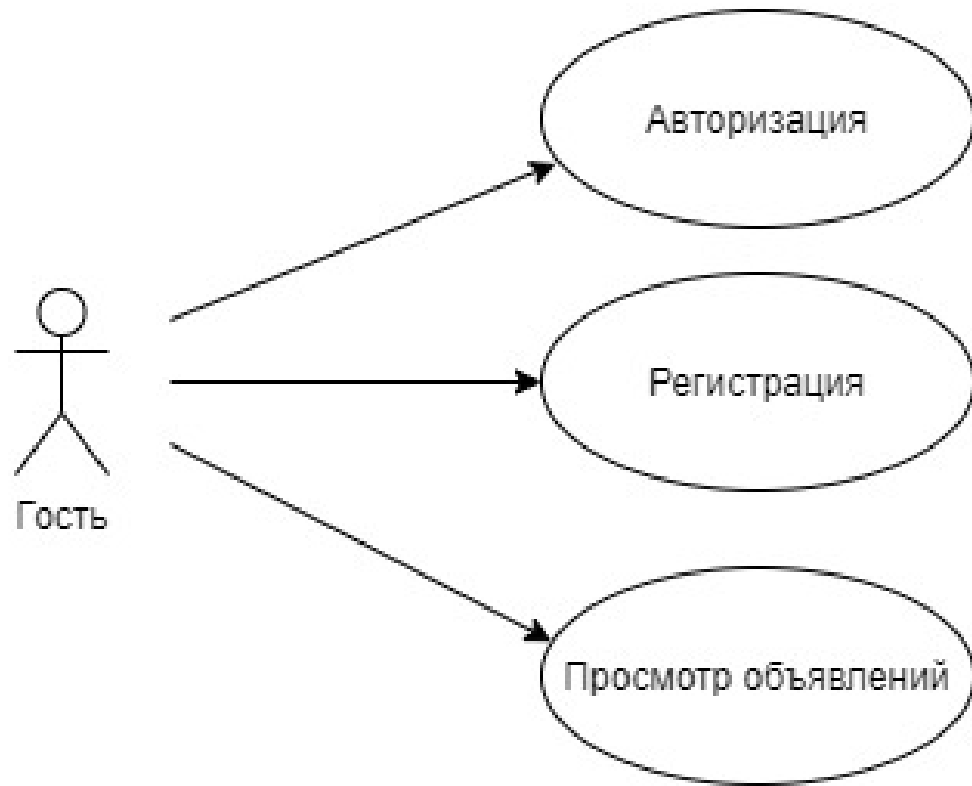 Авторизация
Регистрация
Гость
Просмотр объявлений